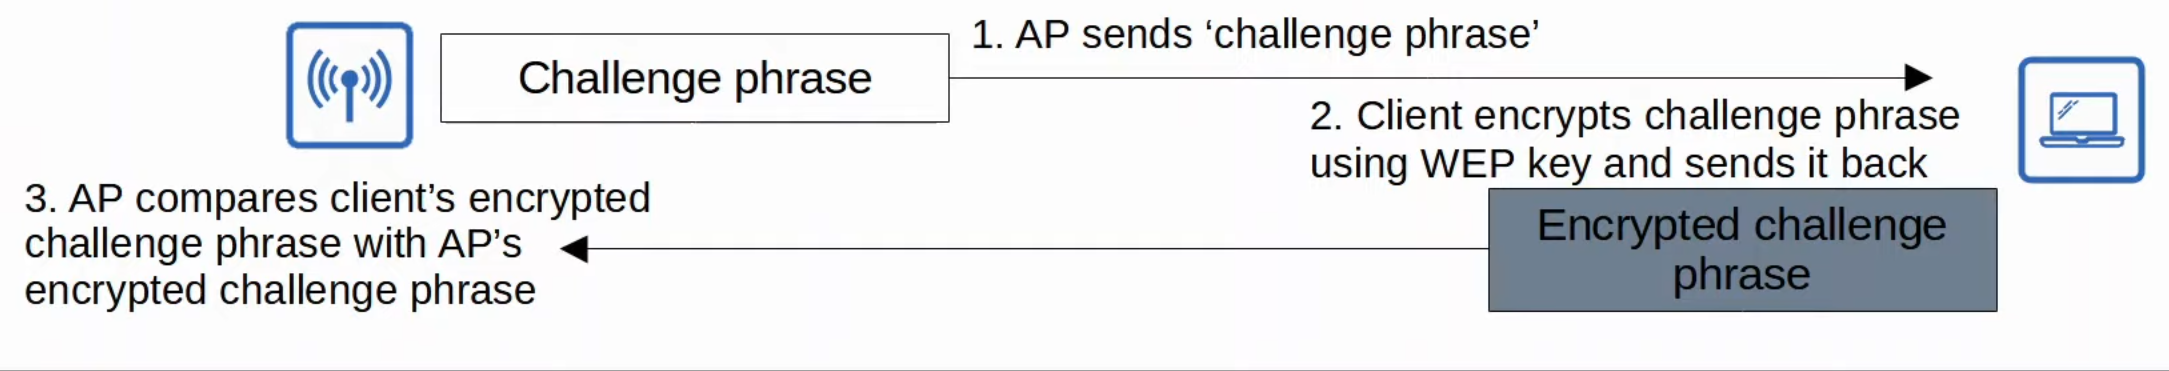 Challenge phrase
1. AP sends ‘challenge phrase’
2. Client encrypts challenge phrase
using WEP key and sends it back
3. AP compares client’s encrypted
challenge phrase with AP’s
encrypted challenge phrase
Encrypted challenge
phrase